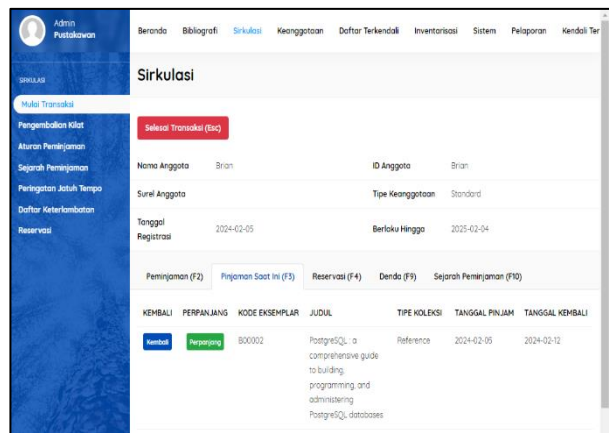 Admin
Pustakawan
Beranda Bibliografi Sirkulasi Keanggotaan Daftar Terkendali Inventarisasi Sistem Pelaporan Kendali Ter
SIRKULASI
Mulai Transaksi
Pengembalian Kilat
Aturan Peminjaman
Sejarah Peminjaman
Peringatan Jatuh Tempo
Daftar Keterlambatan
Reservasi
Sirkulasi
Selesai Transaksi (Esc)
Nama Anggota Brian ID Anggota Brian
Surel Anggota Tipe Keanggotaan Standard
Tanggal
Registrasi 2024-02-05 Berlaku Hingga 2025-02-04
Peminjaman (F2) Pinjaman Saat Ini (F3) Reservasi (F4) Denda (F9) Sejarah Peminjaman (F10)
KEMBALI PERPANJANG KODE EKSEMPLAR JUDUL TIPE KOLEKSI TANGGAL PINJAM TANGGAL KEMBALI
Kembali Perpanjang B00002 PostgreSQL : a Reference 2024-02-05 2024-02-12
comprehensive guide
to building,
programming, and
administering
PostgreSQL databases